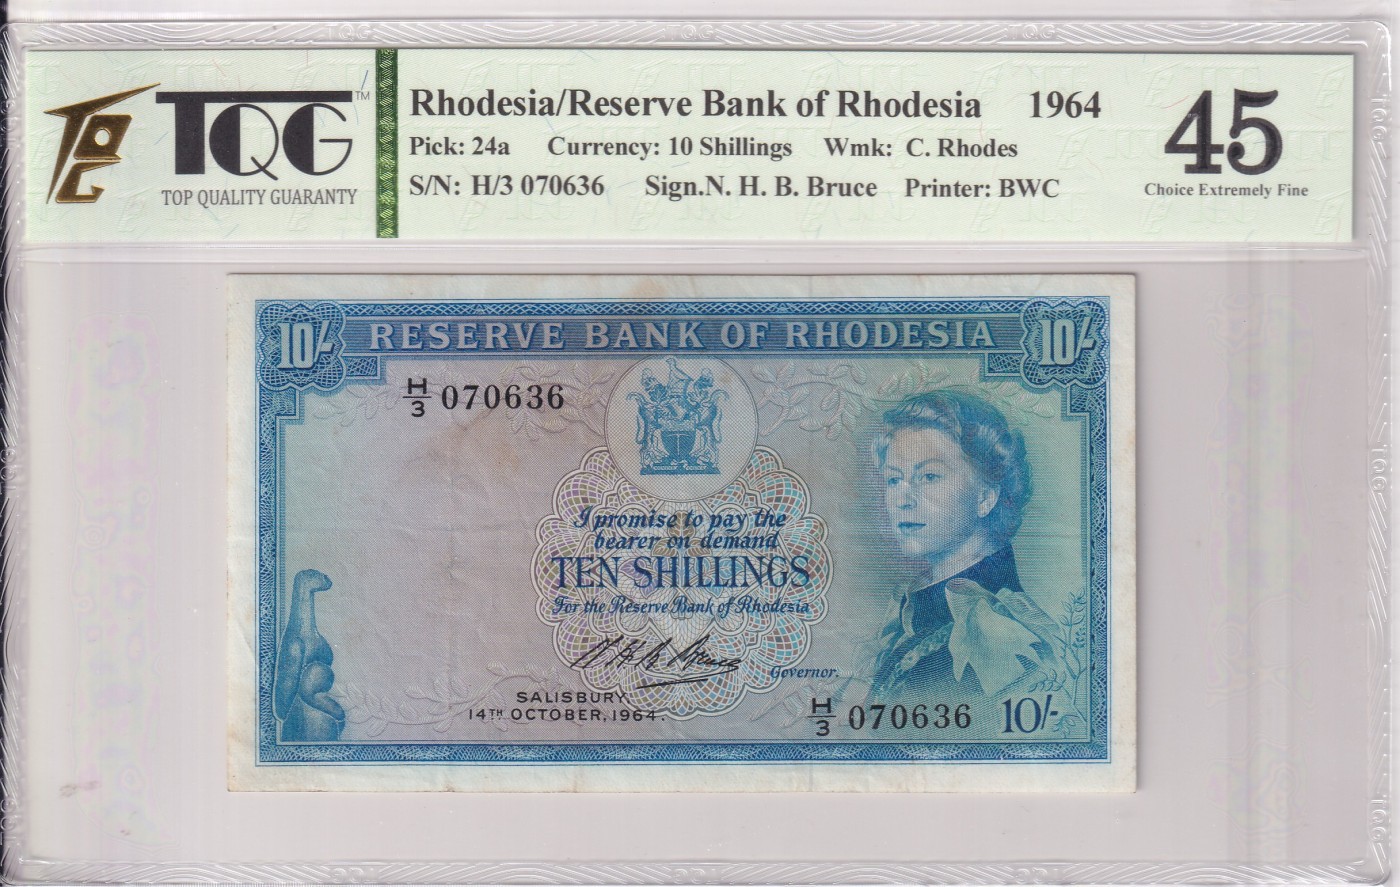 TQG™
TOP QUALITY GUARANTY
Rhodesia/Reserve Bank of Rhodesia 1964
Pick: 24a Currency: 10 Shillings Wmk: C. Rhodes
S/N: H/3 070636 Sign.N. H. B. Bruce Printer: BWC
45
Choice Extremely Fine
10/- RESERVE BANK OF RHODESIA 10/-
H/3 070636
I promise to pay the
bearer on demand
TEN SHILLINGS
For the Reserve Bank of Rhodesia
N H B Bruce
Governor.
SALISBURY,
14TH OCTOBER, 1964.
H/3 070636 10/-